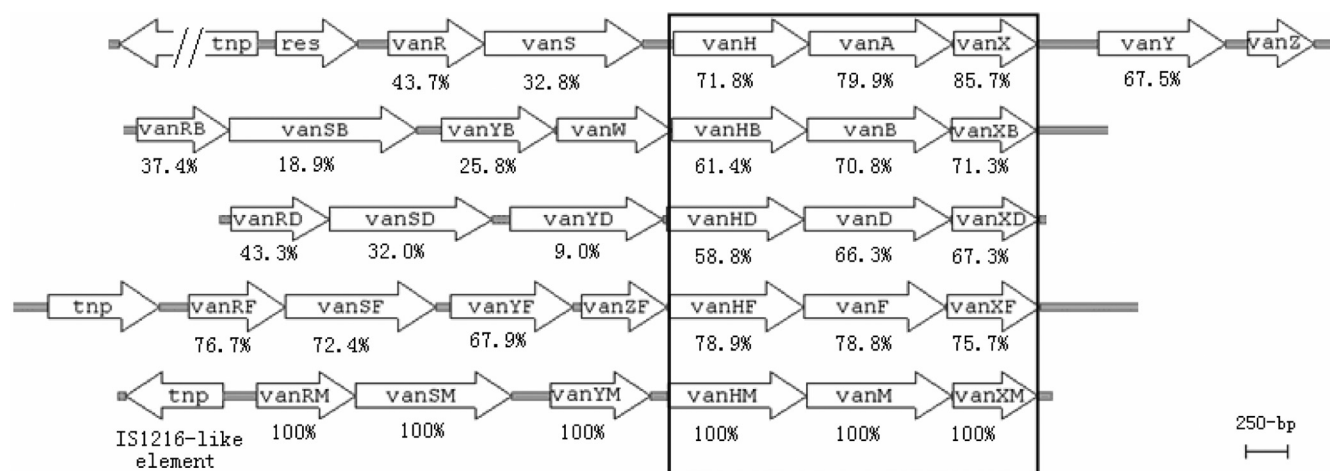 tnp res vanR vanS vanH vanA vanX vanY vanZ
43.7% 32.8% 71.8% 79.9% 85.7% 67.5%
vanRB vanSB vanYB vanW vanHB vanB vanXB
37.4% 18.9% 25.8% 61.4% 70.8% 71.3%
vanRD vanSD vanYD vanHD vanD vanXD
43.3% 32.0% 9.0% 58.8% 66.3% 67.3%
tnp vanRF vanSF vanYF vanZF vanHF vanF vanXF
76.7% 72.4% 67.9% 78.9% 78.8% 75.7%
tnp vanRM vanSM vanYM vanHM vanM vanXM
IS1216-like 100% 100% 100% 100% 100% 100% 250-bp
element